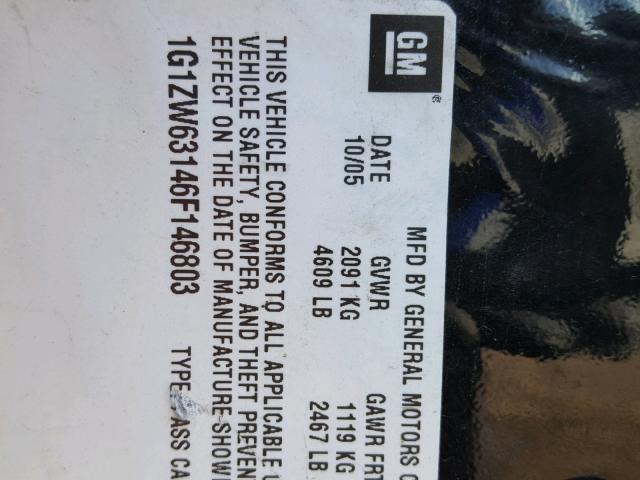 GM
MFD BY GENERAL MOTORS C
DATE GVWR GAWR FRT
10/05 2091 KG 1119 KG
4609 LB 2467 LB
THIS VEHICLE CONFORMS TO ALL APPLICABLE U
VEHICLE SAFETY, BUMPER, AND THEFT PREVEN
EFFECT ON THE DATE OF MANUFACTURE SHOW
1G1ZW63146F146803 TYPE PASS CA